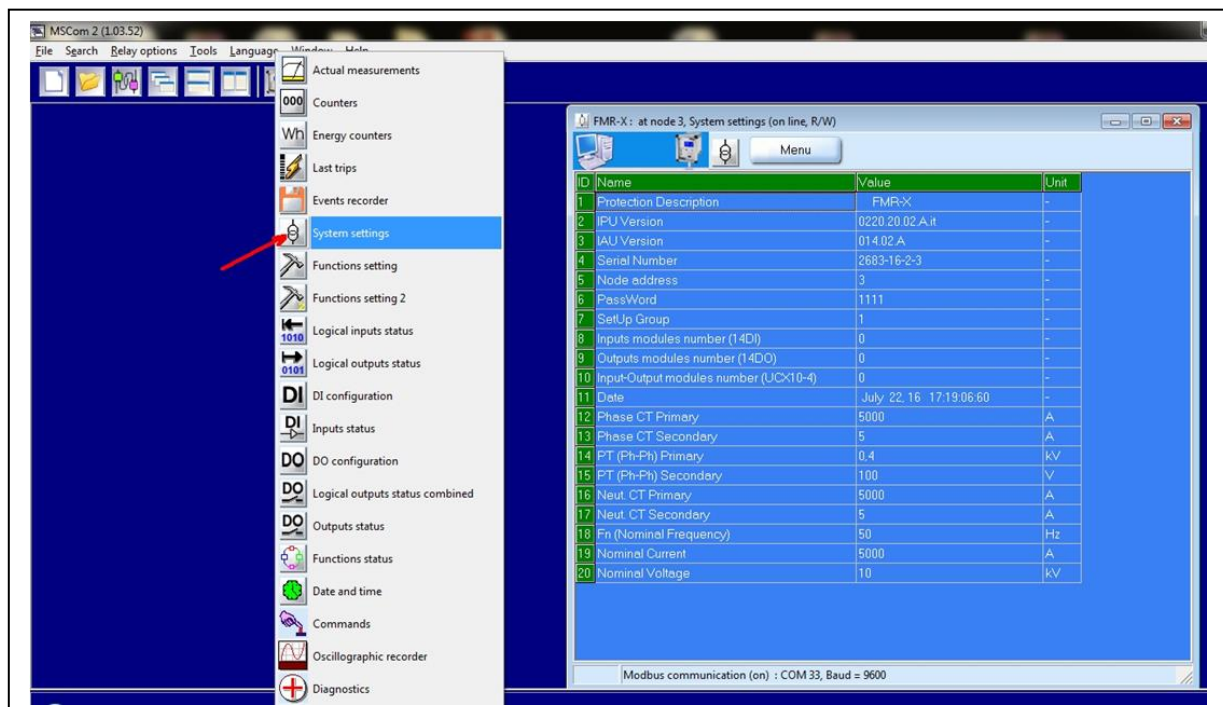 MSCom 2 (1.03.52)
File Search Relay options Tools Language Window Help
Actual measurements
000 Counters
Wh Energy counters
Last trips
Events recorder
System settings
Functions setting
Functions setting 2
1010 Logical inputs status
0101 Logical outputs status
DI DI configuration
DI Inputs status
DO DO configuration
DO Logical outputs status combined
DO Outputs status
Functions status
Date and time
Commands
Oscillographic recorder
Diagnostics
FMR-X : at node 3, System settings (on line, R/W)
Menu
ID Name Value Unit
1 Protection Description FMR-X -
2 IPU Version 0220.20.02.A.it -
3 IAU Version 014.02.A -
4 Serial Number 2683-16-2-3 -
5 Node address 3 -
6 PassWord 1111 -
7 SetUp Group 1 -
8 Inputs modules number (14DI) 0 -
9 Outputs modules number (14DO) 0 -
10 Input-Output modules number (UCX10-4) 0 -
11 Date July 22, 16 17:19:06:60 -
12 Phase CT Primary 5000 A
13 Phase CT Secondary 5 A
14 PT (Ph-Ph) Primary 0,4 kV
15 PT (Ph-Ph) Secondary 100 V
16 Neut. CT Primary 5000 A
17 Neut. CT Secondary 5 A
18 Fn (Nominal Frequency) 50 Hz
19 Nominal Current 5000 A
20 Nominal Voltage 10 kV
Modbus communication (on) : COM 33, Baud = 9600